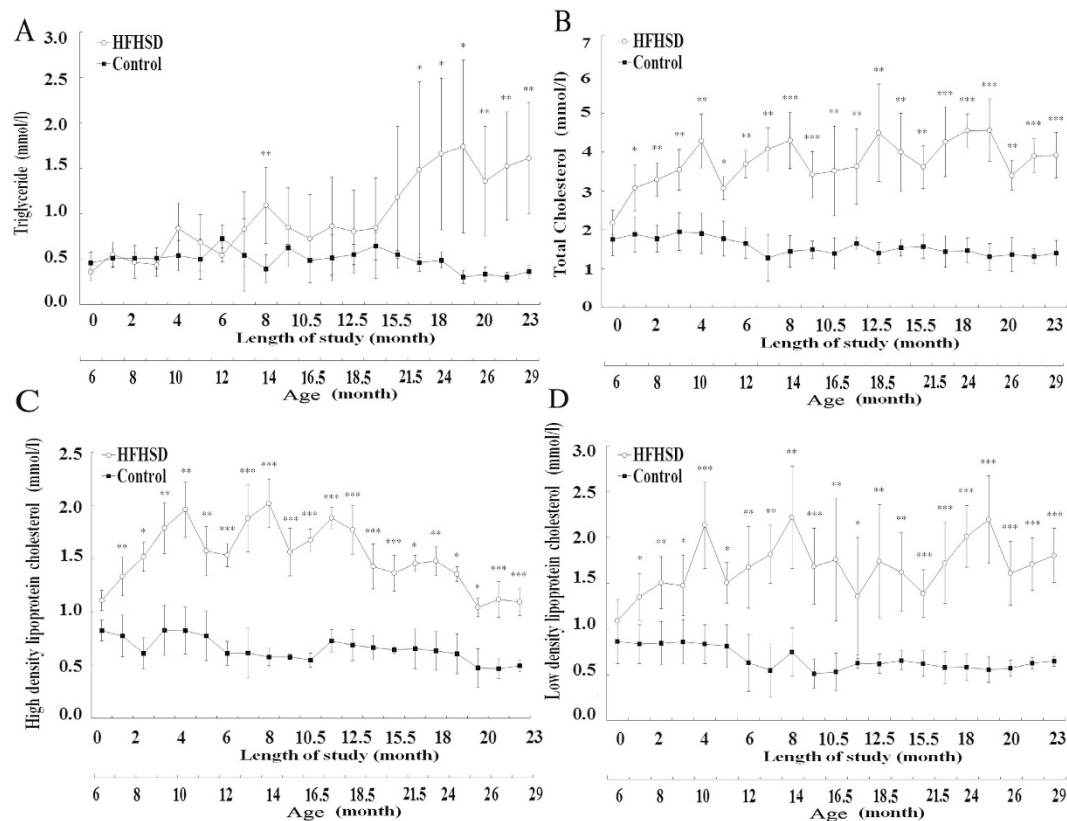 A
HFHSD
Control
Triglyceride (mmol/l)
3.0
2.5
2.0
1.5
1.0
0.5
0.0
** * * * ** ** **
0 2 4 6 8 10.5 12.5 15.5 18 20 23
Length of study (month)
6 8 10 12 14 16.5 18.5 21.5 24 26 29
Age (month)
B
HFHSD
Control
Total Cholesterol (mmol/l)
7
6
5
4
3
2
1
0
* ** ** ** * ** ** *** *** ** ** ** ** ** *** *** *** ** *** ***
0 2 4 6 8 10.5 12.5 15.5 18 20 23
Length of study (month)
6 8 10 12 14 16.5 18.5 21.5 24 26 29
Age (month)
C
HFHSD
Control
High density lipoprotein cholesterol (mmol/l)
2.5
2.0
1.5
1.0
0.5
0.0
** * ** ** ** *** *** *** *** *** *** *** *** *** * ** * * *** ***
0 2 4 6 8 10.5 12.5 15.5 18 20 23
Length of study (month)
6 8 10 12 14 16.5 18.5 21.5 24 26 29
Age (month)
D
HFHSD
Control
Low density lipoprotein cholesterol (mmol/l)
3.0
2.5
2.0
1.5
1.0
0.5
0.0
* ** * *** * ** ** ** *** ** * ** ** *** ** *** *** *** *** ***
0 2 4 6 8 10.5 12.5 15.5 18 20 23
Length of study (month)
6 8 10 12 14 16.5 18.5 21.5 24 26 29
Age (month)